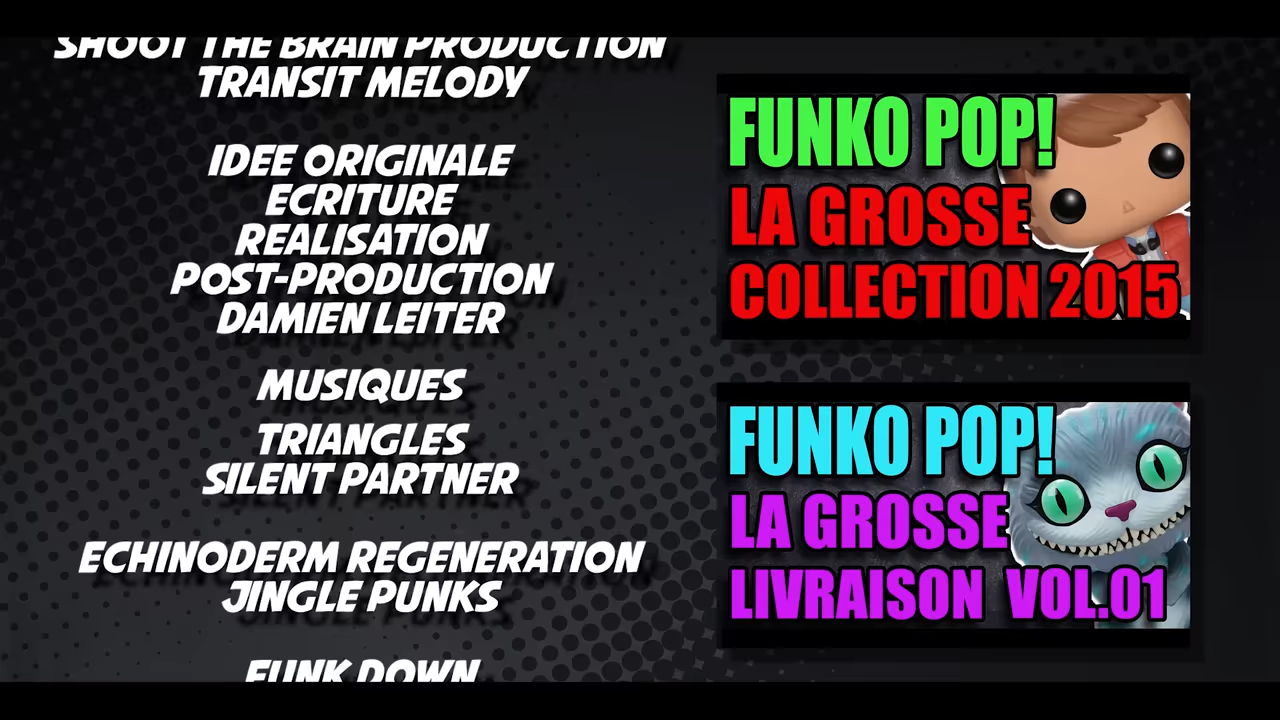 SHOOT THE BRAIN PRODUCTION
TRANSIT MELODY
IDEE ORIGINALE
ECRITURE
REALISATION
POST-PRODUCTION
DAMIEN LEITER
MUSIQUES
TRIANGLES
SILENT PARTNER
ECHINODERM REGENERATION
JINGLE PUNKS
FUNK DOWN
FUNKO POP!
LA GROSSE
COLLECTION 2015
FUNKO POP!
LA GROSSE
LIVRAISON VOL.01